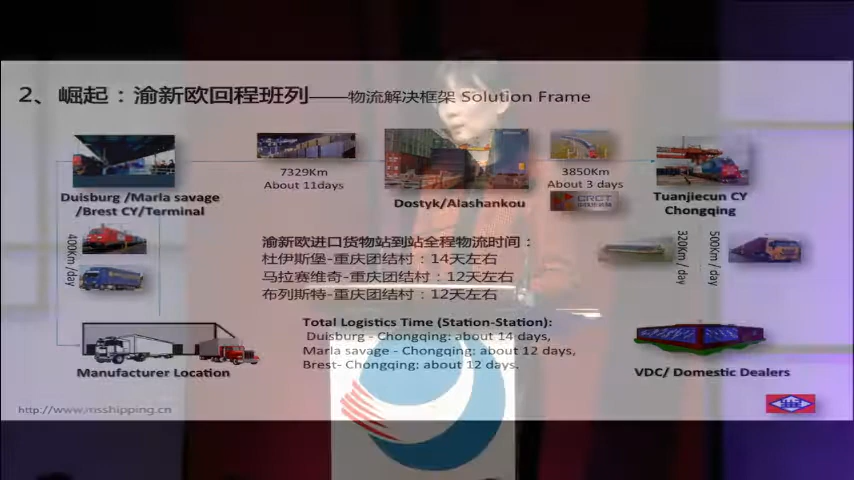 2、崛起：渝新欧回程班列——物流解决框架 Solution Frame
7329Km
About 11days
3850Km
About 3 days
CRCT
Duisburg /Marla savage
/Brest CY/Terminal
Dostyk/Alashankou
Tuanjiecun CY
Chongqing
400Km /day
渝新欧进口货物站到站全程物流时间：
杜伊斯堡-重庆团结村：14天左右
马拉赛维奇-重庆团结村：12天左右
布列斯特-重庆团结村：12天左右
320Km / day
500Km /day
Total Logistics Time (Station-Station):
Duisburg - Chongqing: about 14 days,
Marla savage - Chongqing: about 12 days,
Brest- Chongqing: about 12 days.
Manufacturer Location
VDC/ Domestic Dealers
http://www.msshipping.cn